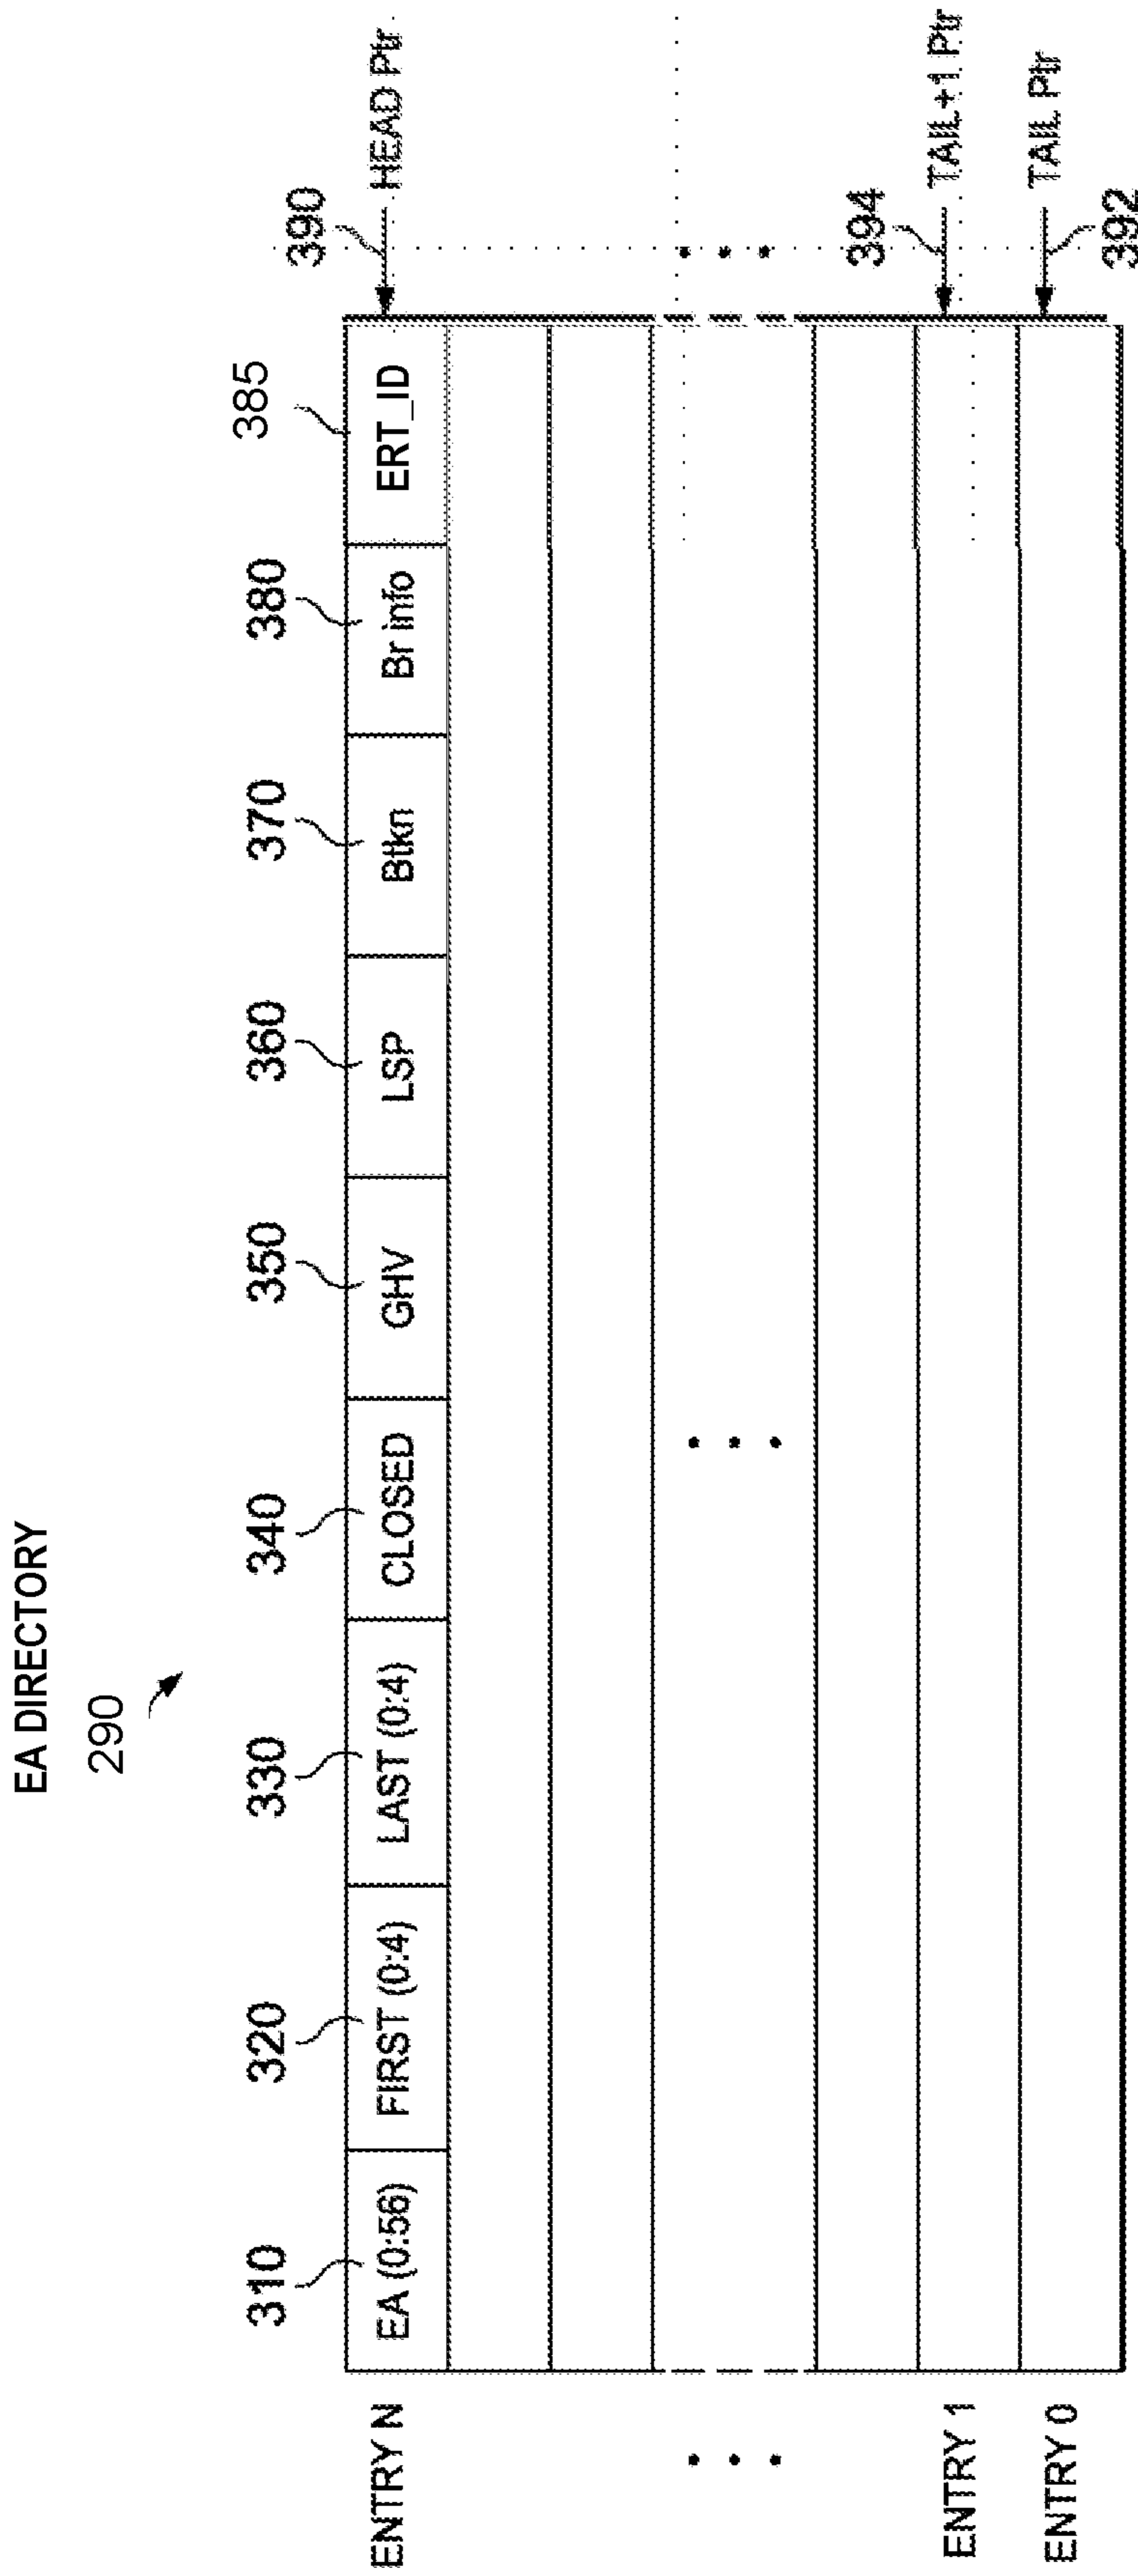 EA DIRECTORY
290
310 320 330 340 350 360 370 380 385
390
ENTRY N EA (0:56) FIRST (0:4) LAST (0:4) CLOSED GHV LSP Btkn Br info ERT_ID HEAD Ptr
394
ENTRY 1 TAIL+1 Ptr
ENTRY 0 TAIL Ptr
392